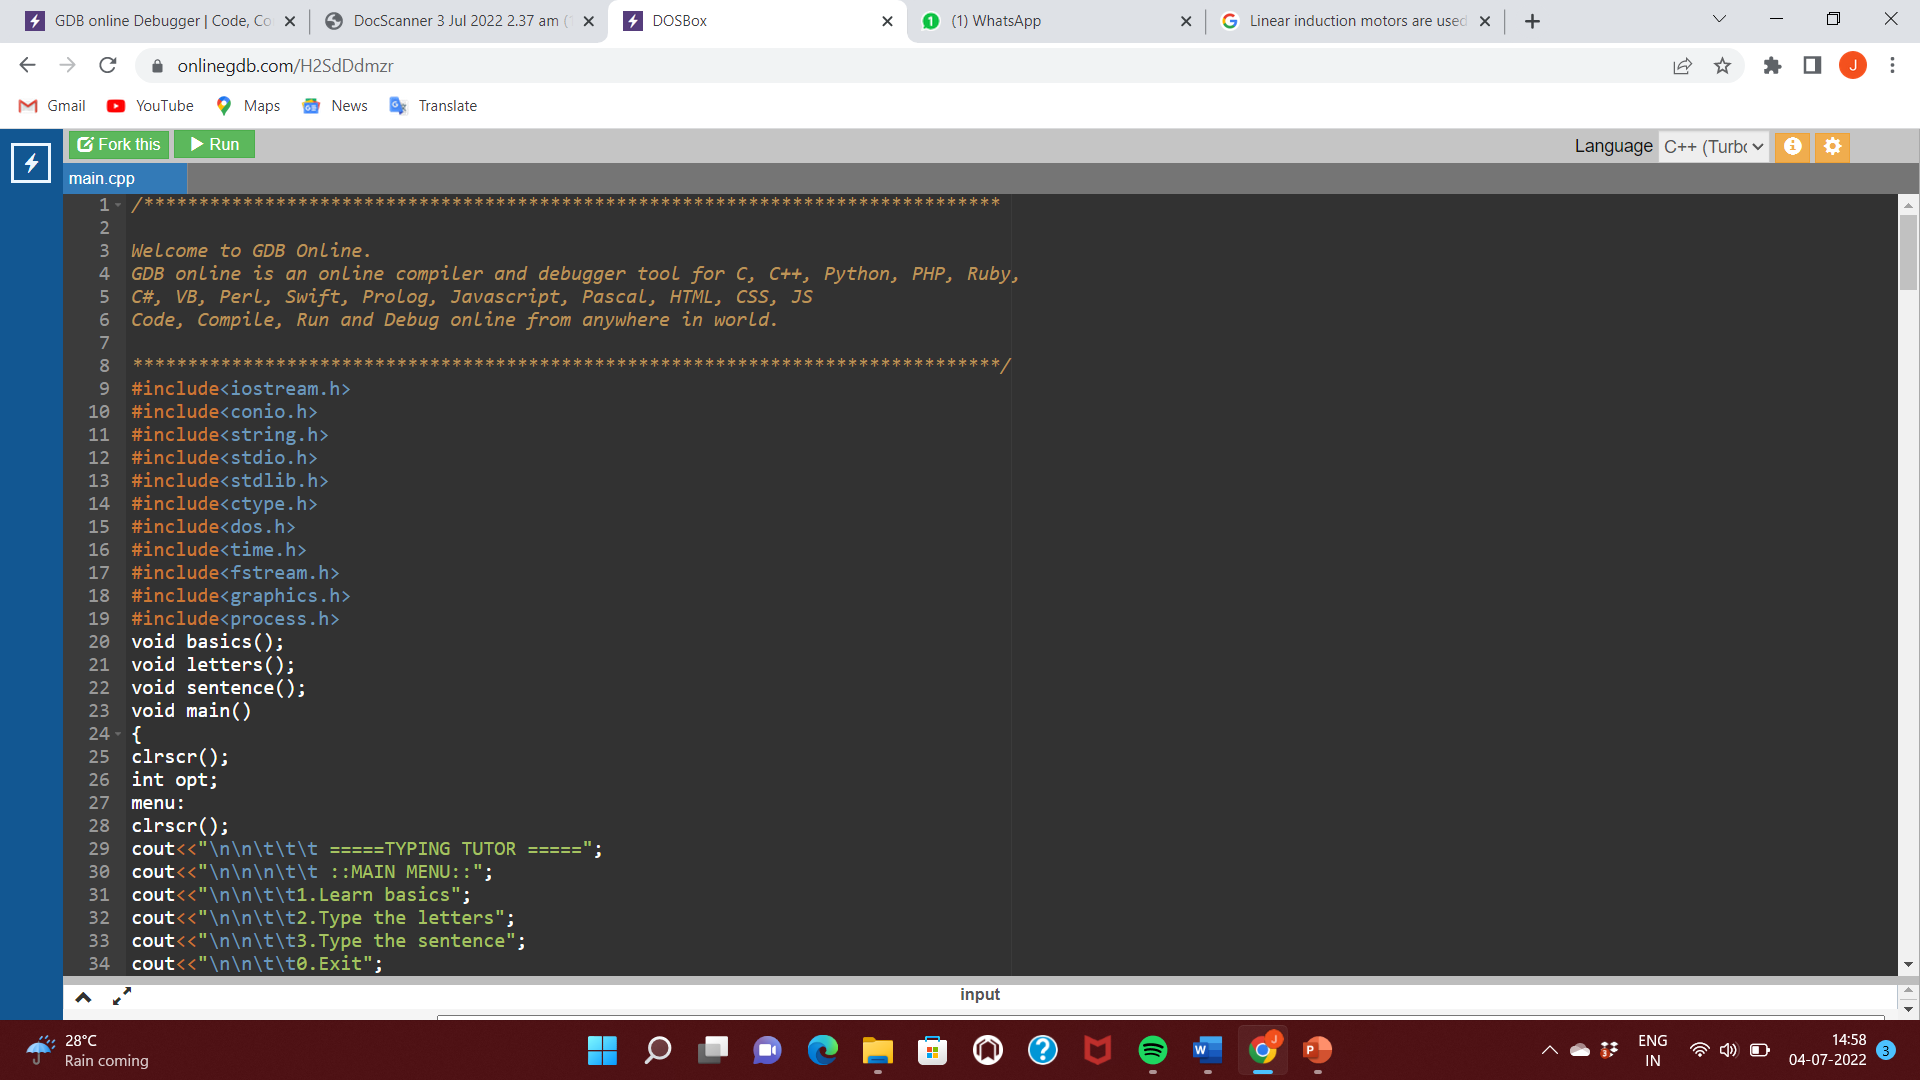 GDB online Debugger | Code, Co
DocScanner 3 Jul 2022 2.37 am (
DOSBox
(1) WhatsApp
Linear induction motors are used
onlinegdb.com/H2SdDdmzr
J
Gmail
YouTube
Maps
News
Translate
Fork this
Run
Language
C++ (Turbo
main.cpp
1 /******************************************************************************
2
3 Welcome to GDB Online.
4 GDB online is an online compiler and debugger tool for C, C++, Python, PHP, Ruby,
5 C#, VB, Perl, Swift, Prolog, Javascript, Pascal, HTML, CSS, JS
6 Code, Compile, Run and Debug online from anywhere in world.
7
8 *******************************************************************************/
9 #include<iostream.h>
10 #include<conio.h>
11 #include<string.h>
12 #include<stdio.h>
13 #include<stdlib.h>
14 #include<ctype.h>
15 #include<dos.h>
16 #include<time.h>
17 #include<fstream.h>
18 #include<graphics.h>
19 #include<process.h>
20 void basics();
21 void letters();
22 void sentence();
23 void main()
24 {
25 clrscr();
26 int opt;
27 menu:
28 clrscr();
29 cout<<"\n\n\t\t\t =====TYPING TUTOR =====";
30 cout<<"\n\n\n\t\t ::MAIN MENU::";
31 cout<<"\n\n\t\t1.Learn basics";
32 cout<<"\n\n\t\t2.Type the letters";
33 cout<<"\n\n\t\t3.Type the sentence";
34 cout<<"\n\n\t\t0.Exit";
input
28°C
Rain coming
ENG
IN
14:58
04-07-2022
3